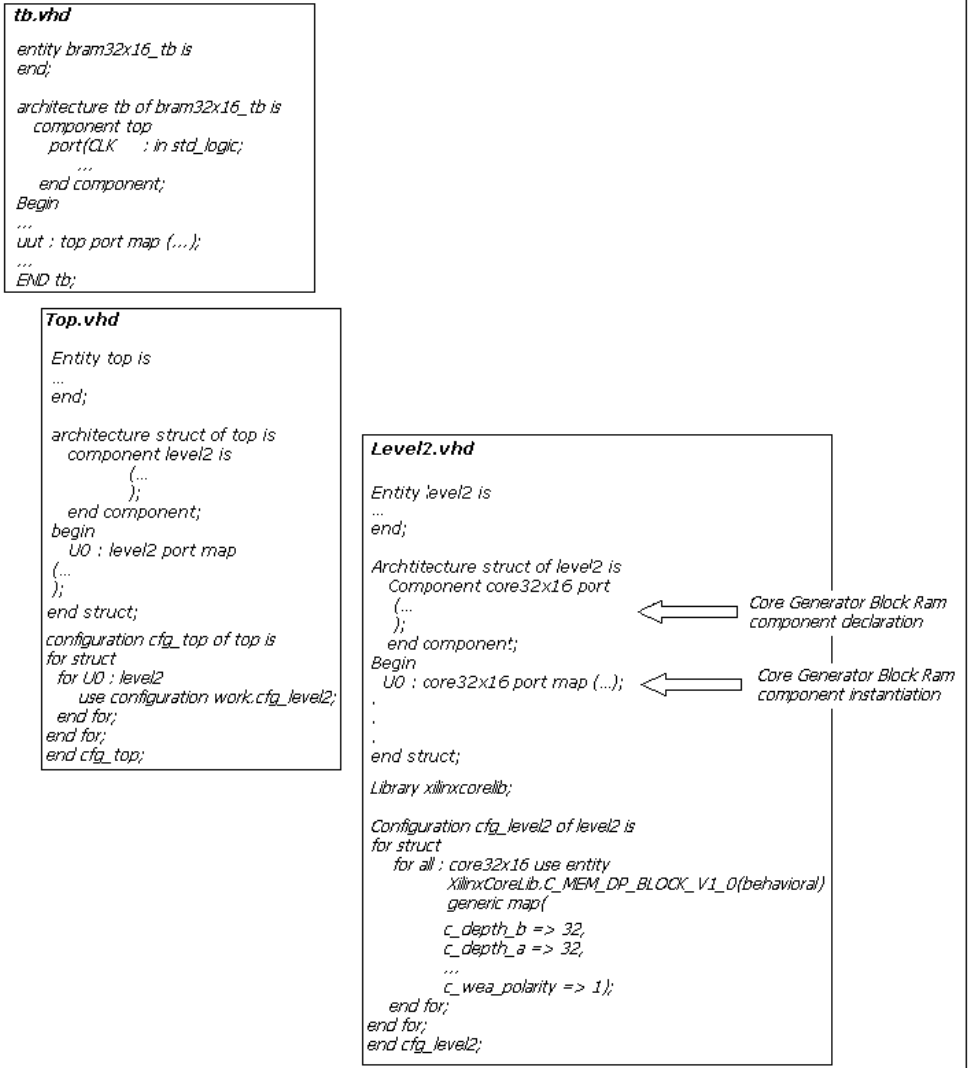 tb.vhd
entity bram32x16_tb is
end;
architecture tb of bram32x16_tb is
component top
port(CLK : in std_logic;
...
end component;
Begin
...
uut : top port map (...);
...
END tb;
Top.vhd
Entity top is
...
end;
architecture struct of top is
component level2 is
(...
);
end component;
begin
U0 : level2 port map
(...
);
end struct;
configuration cfg_top of top is
for struct
for U0 : level2
use configuration work.cfg_level2;
end for;
end for;
end cfg_top;
Level2.vhd
Entity level2 is
...
end;
Archtitecture struct of level2 is
Component core32x16 port
(...
);
end component;
Begin
U0 : core32x16 port map (...);
.
.
.
end struct;
Library xilinxcorelib;
Configuration cfg_level2 of level2 is
for struct
for all : core32x16 use entity
XilinxCoreLib.C_MEM_DP_BLOCK_V1_0(behavioral)
generic map(
c_depth_b => 32,
c_depth_a => 32,
...
c_wea_polarity => 1);
end for;
end for;
end cfg_level2;
Core Generator Block Ram
component declaration
Core Generator Block Ram
component instantiation